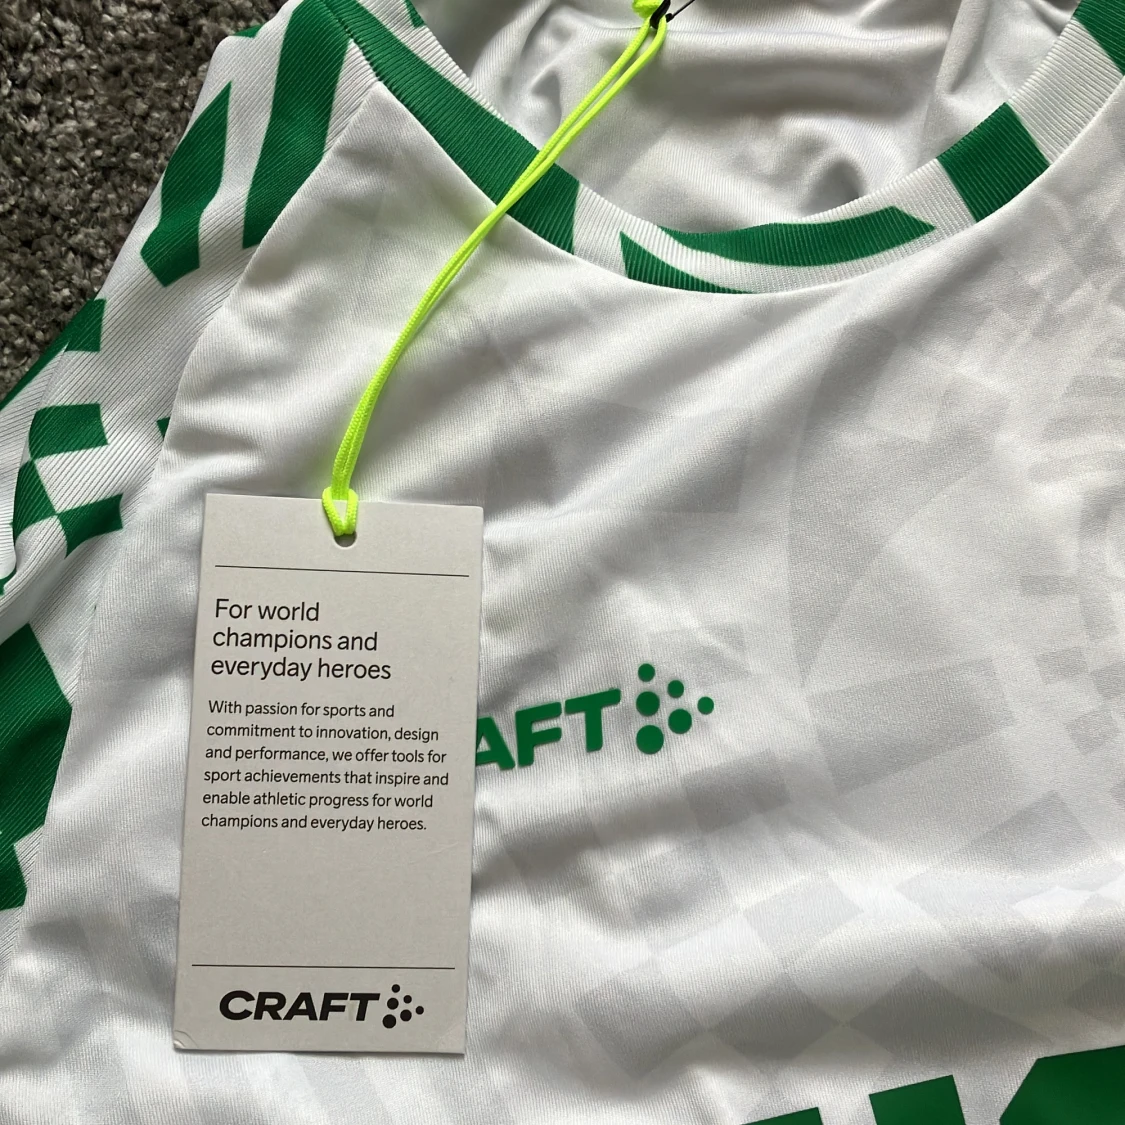 For world
champions and
everyday heroes
With passion for sports and
commitment to innovation, design
and performance, we offer tools for
sport achievements that inspire and
enable athletic progress for world
champions and everyday heroes.
CRAFT
AFT